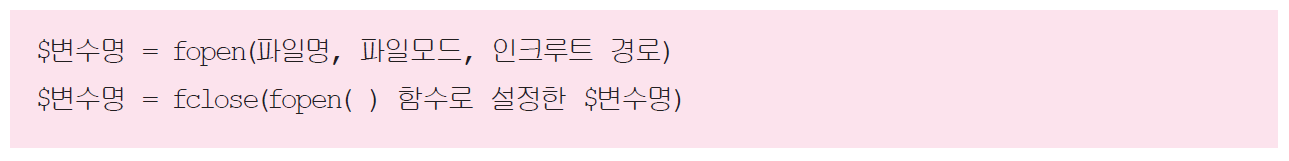 $변수명 = fopen(파일명, 파일모드, 인크루트 경로)
$변수명 = fclose(fopen( ) 함수로 설정한 $변수명)